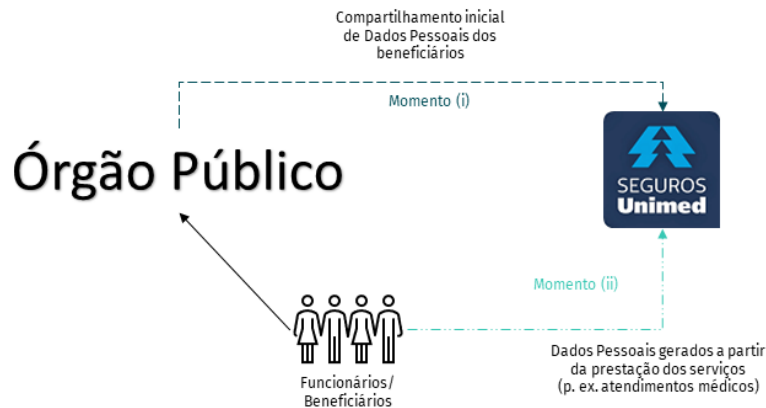 Compartilhamento inicial
de Dados Pessoais dos
beneficiários
Momento (i)
Órgão Público
SEGUROS
Unimed
Momento (ii)
Funcionários/
Beneficiários
Dados Pessoais gerados a partir
da prestação dos serviços
(p. ex. atendimentos médicos)